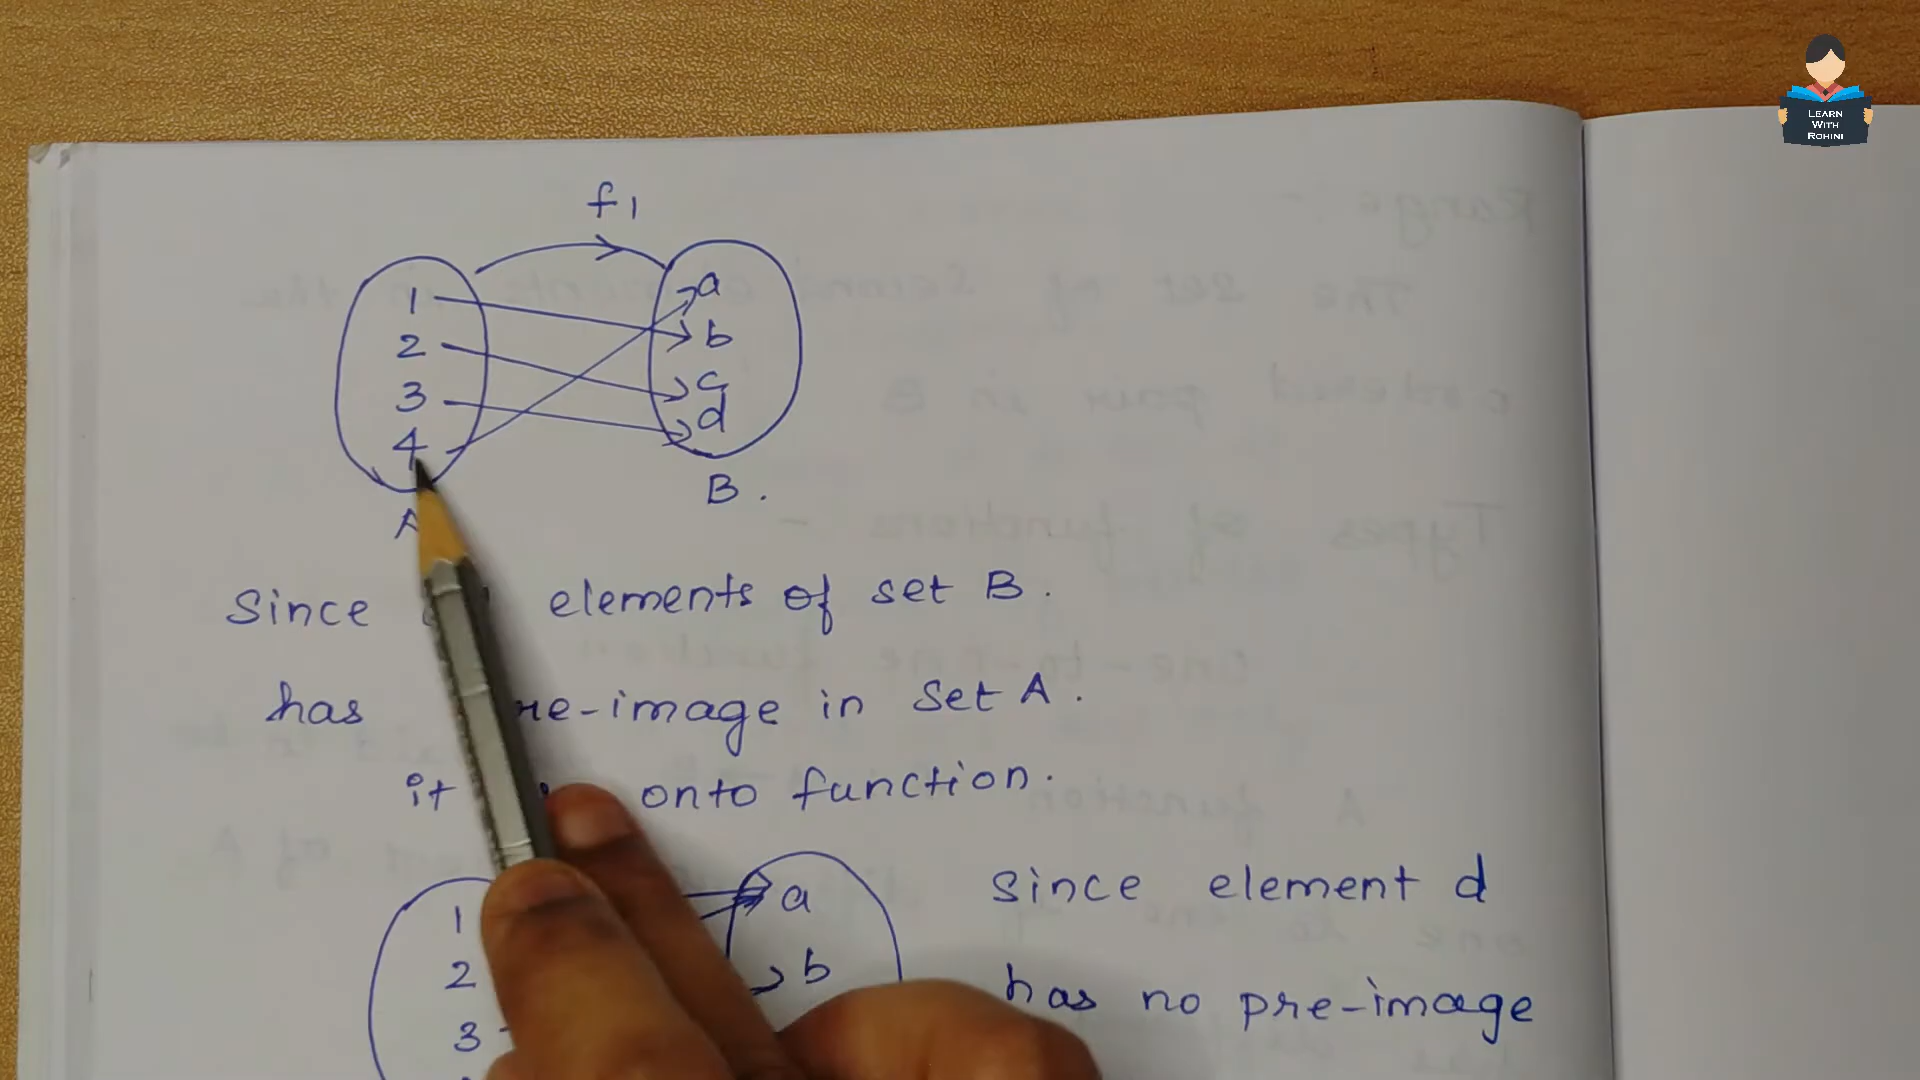 LEARN
WITH
ROHINI
f1
1
2
3
4
a
b
c
d
A
B.
Since elements of set B.
has re-image in set A.
it onto function.
1
2
3
a
b
Since element d
has no pre-image